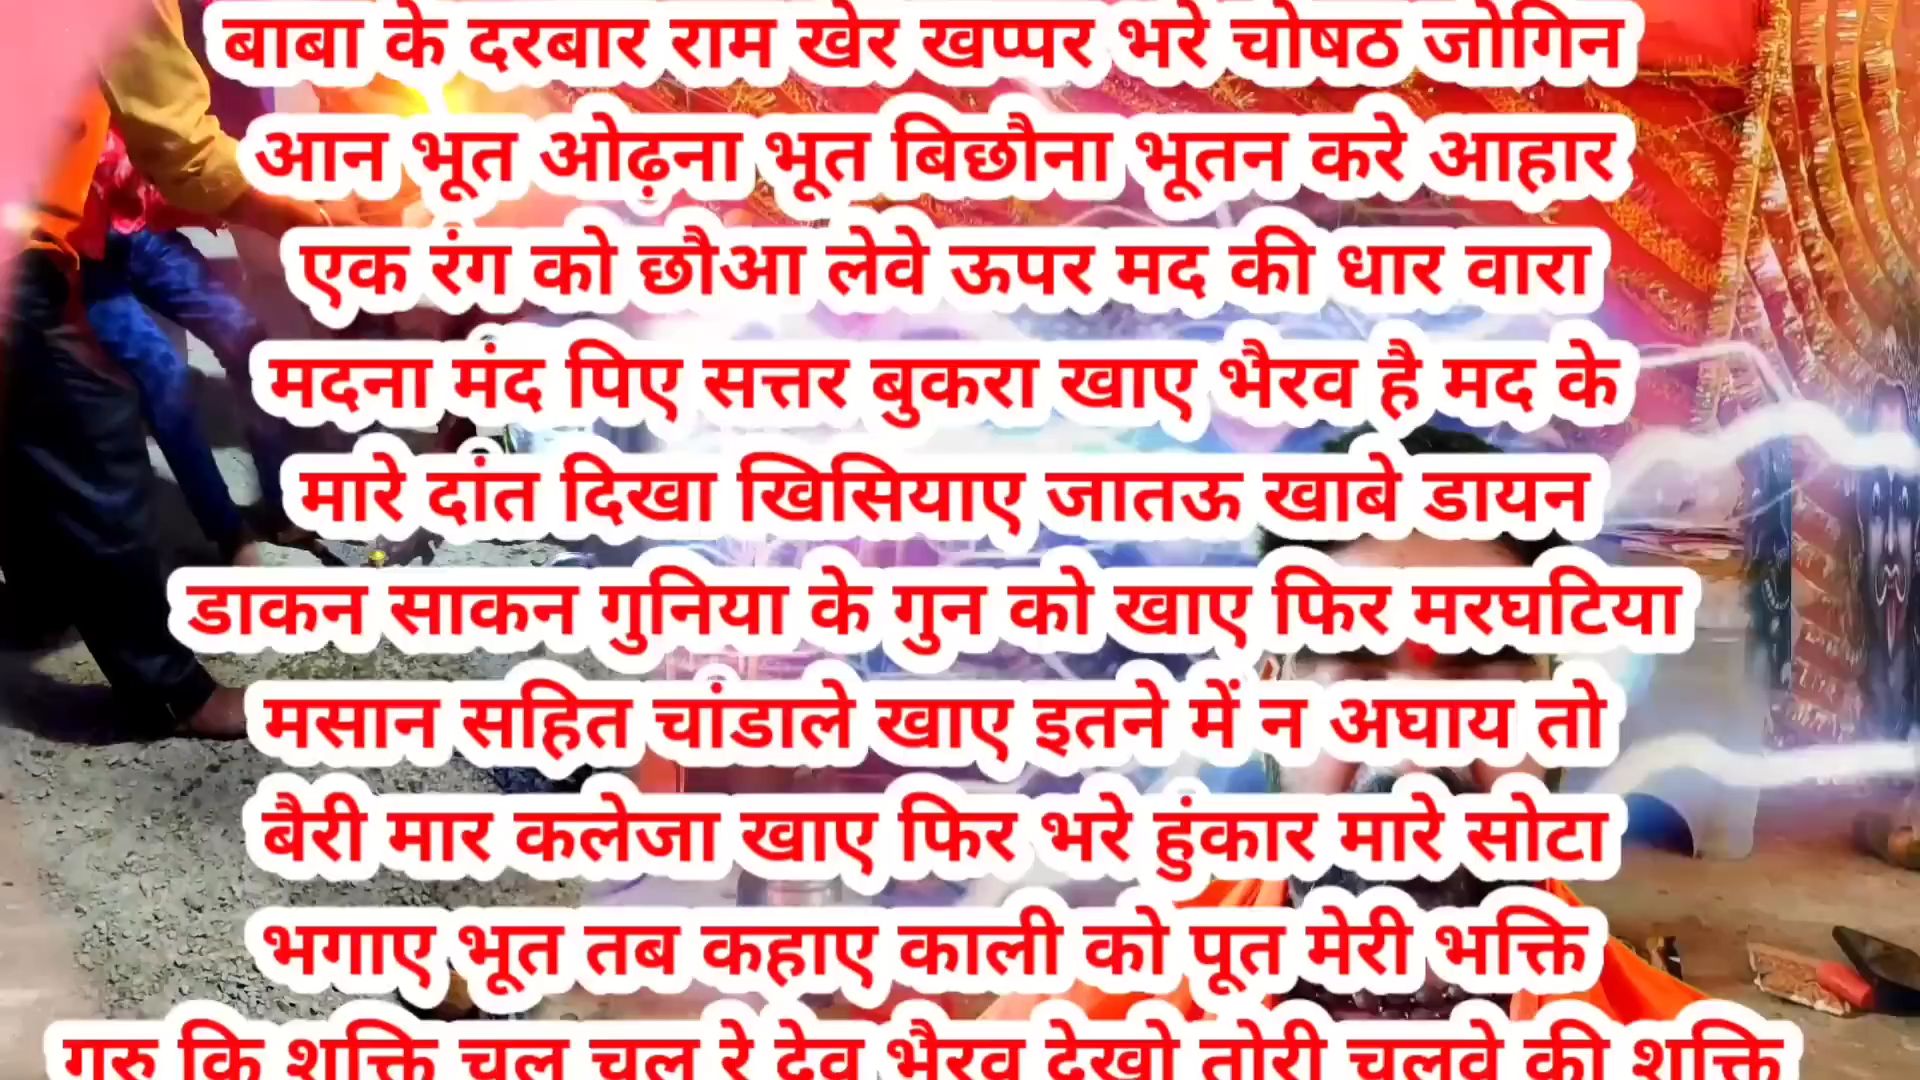 बाबा के दरबार राम खेर खप्पर भरे चोषठ जोगिन
आन भूत ओढ़ना भूत बिछौना भूतन करे आहार
एक रंग को छौआ लेवे ऊपर मद की धार वारा
मदना मंद पिए सत्तर बुकरा खाए भैरव है मद के
मारे दांत दिखा खिसियाए जातऊ खाबे डायन
डाकन साकन गुनिया के गुन को खाए फिर मरघटिया
मसान सहित चांडाले खाए इतने में न अघाय तो
बैरी मार कलेजा खाए फिर भरे हुंकार मारे सोटा
भगाए भूत तब कहाए काली को पूत मेरी भक्ति
गुरु कि शक्ति चल चल रे देव भैरव देखो तोरी चलवे की शक्ति